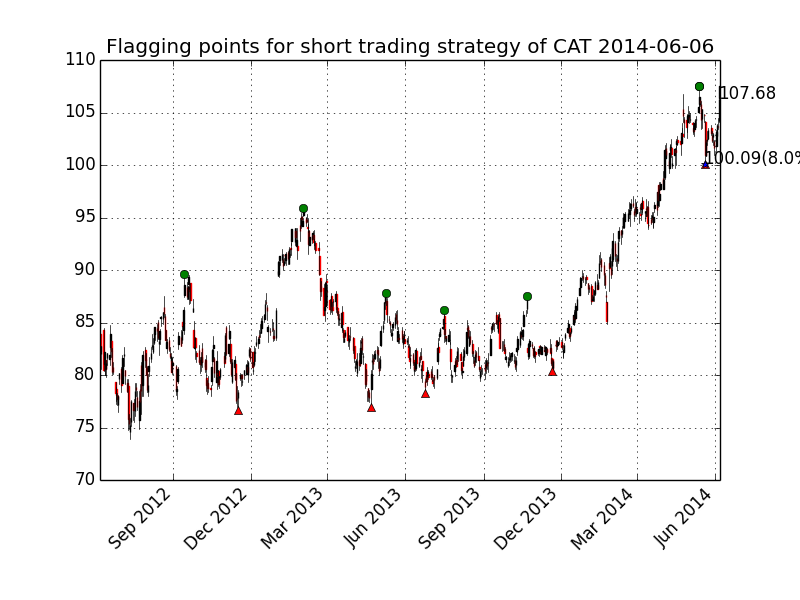 Flagging points for short trading strategy of CAT 2014-06-06
110
105
100
95
90
85
80
75
70
107.68
100.09(8.0%
Sep 2012
Dec 2012
Mar 2013
Jun 2013
Sep 2013
Dec 2013
Mar 2014
Jun 2014